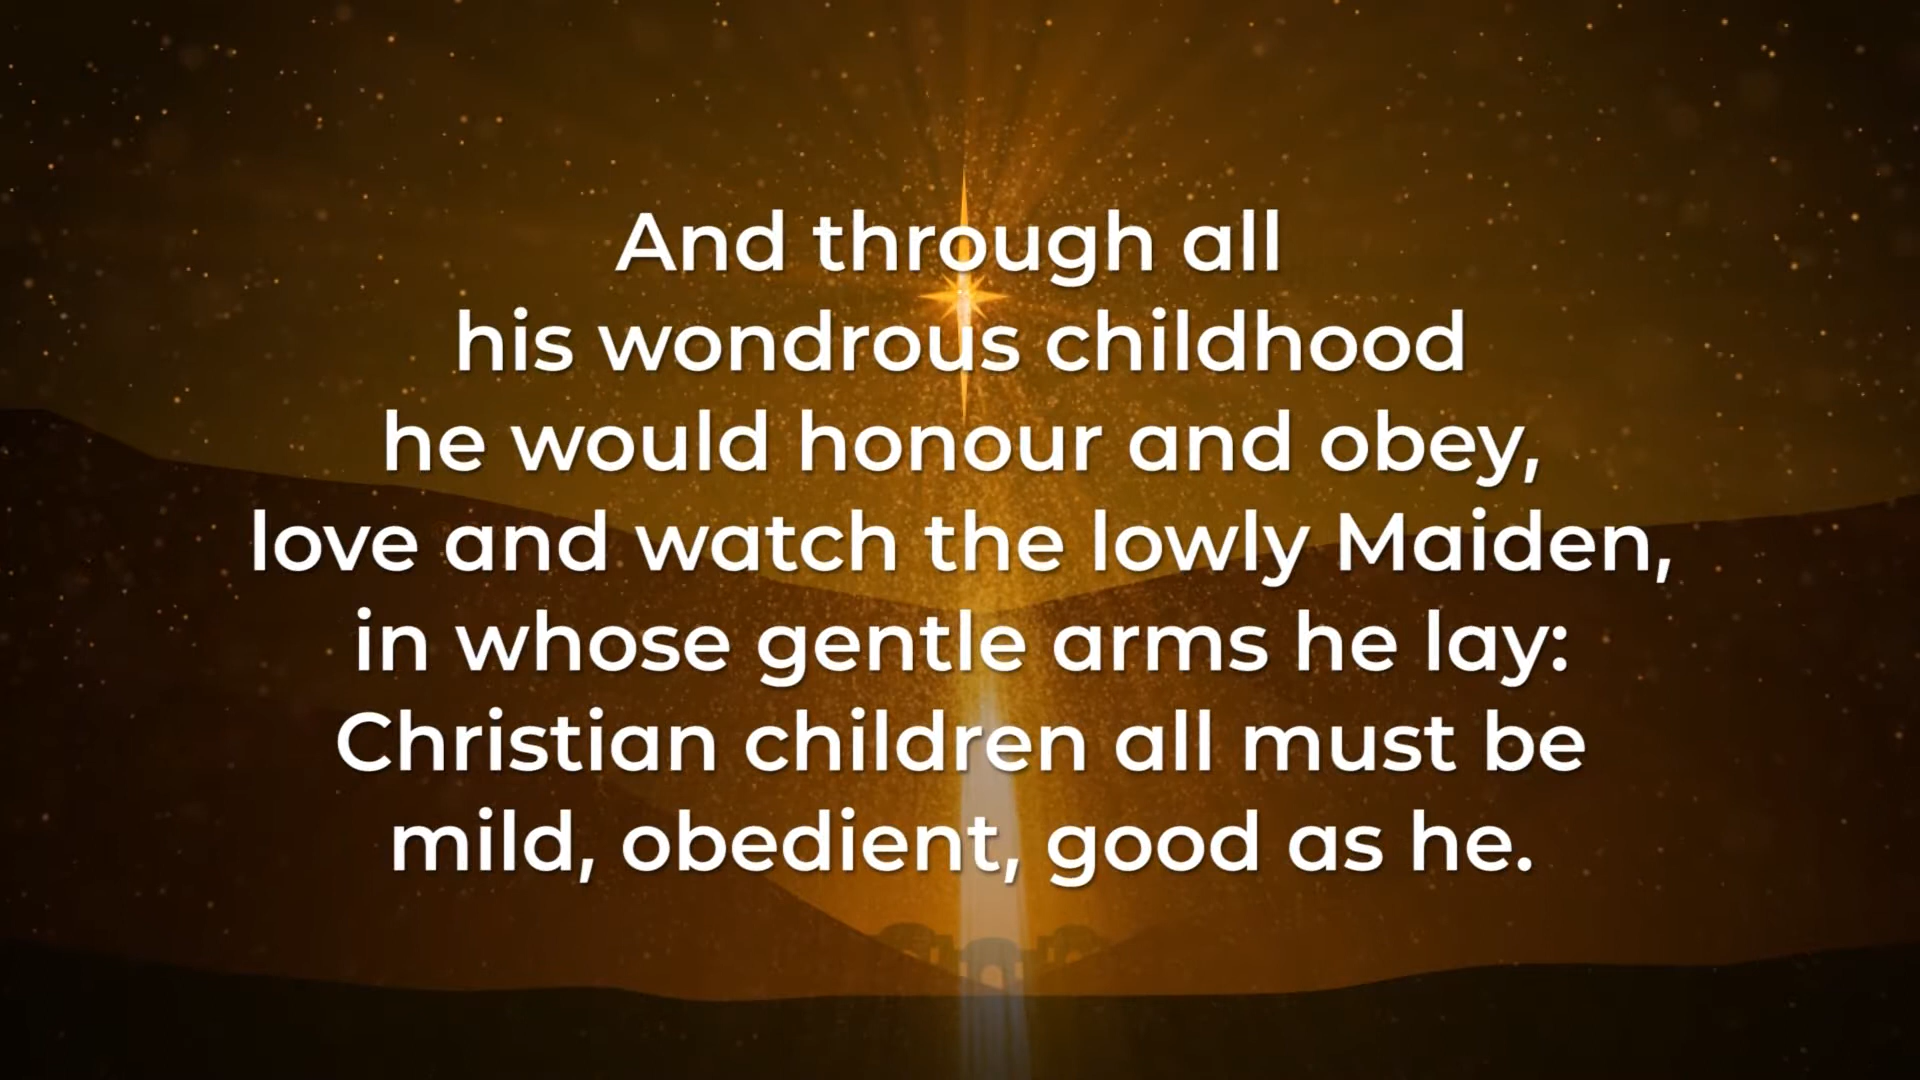 And through all
his wondrous childhood
he would honour and obey,
love and watch the lowly Maiden,
in whose gentle arms he lay:
Christian children all must be
mild, obedient, good as he.